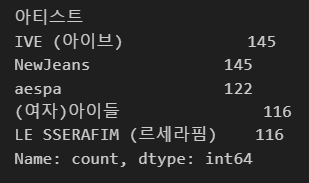 아티스트
IVE (아이브) 145
NewJeans 145
aespa 122
(여자)아이들 116
LE SSERAFIM (르세라핌) 116
Name: count, dtype: int64